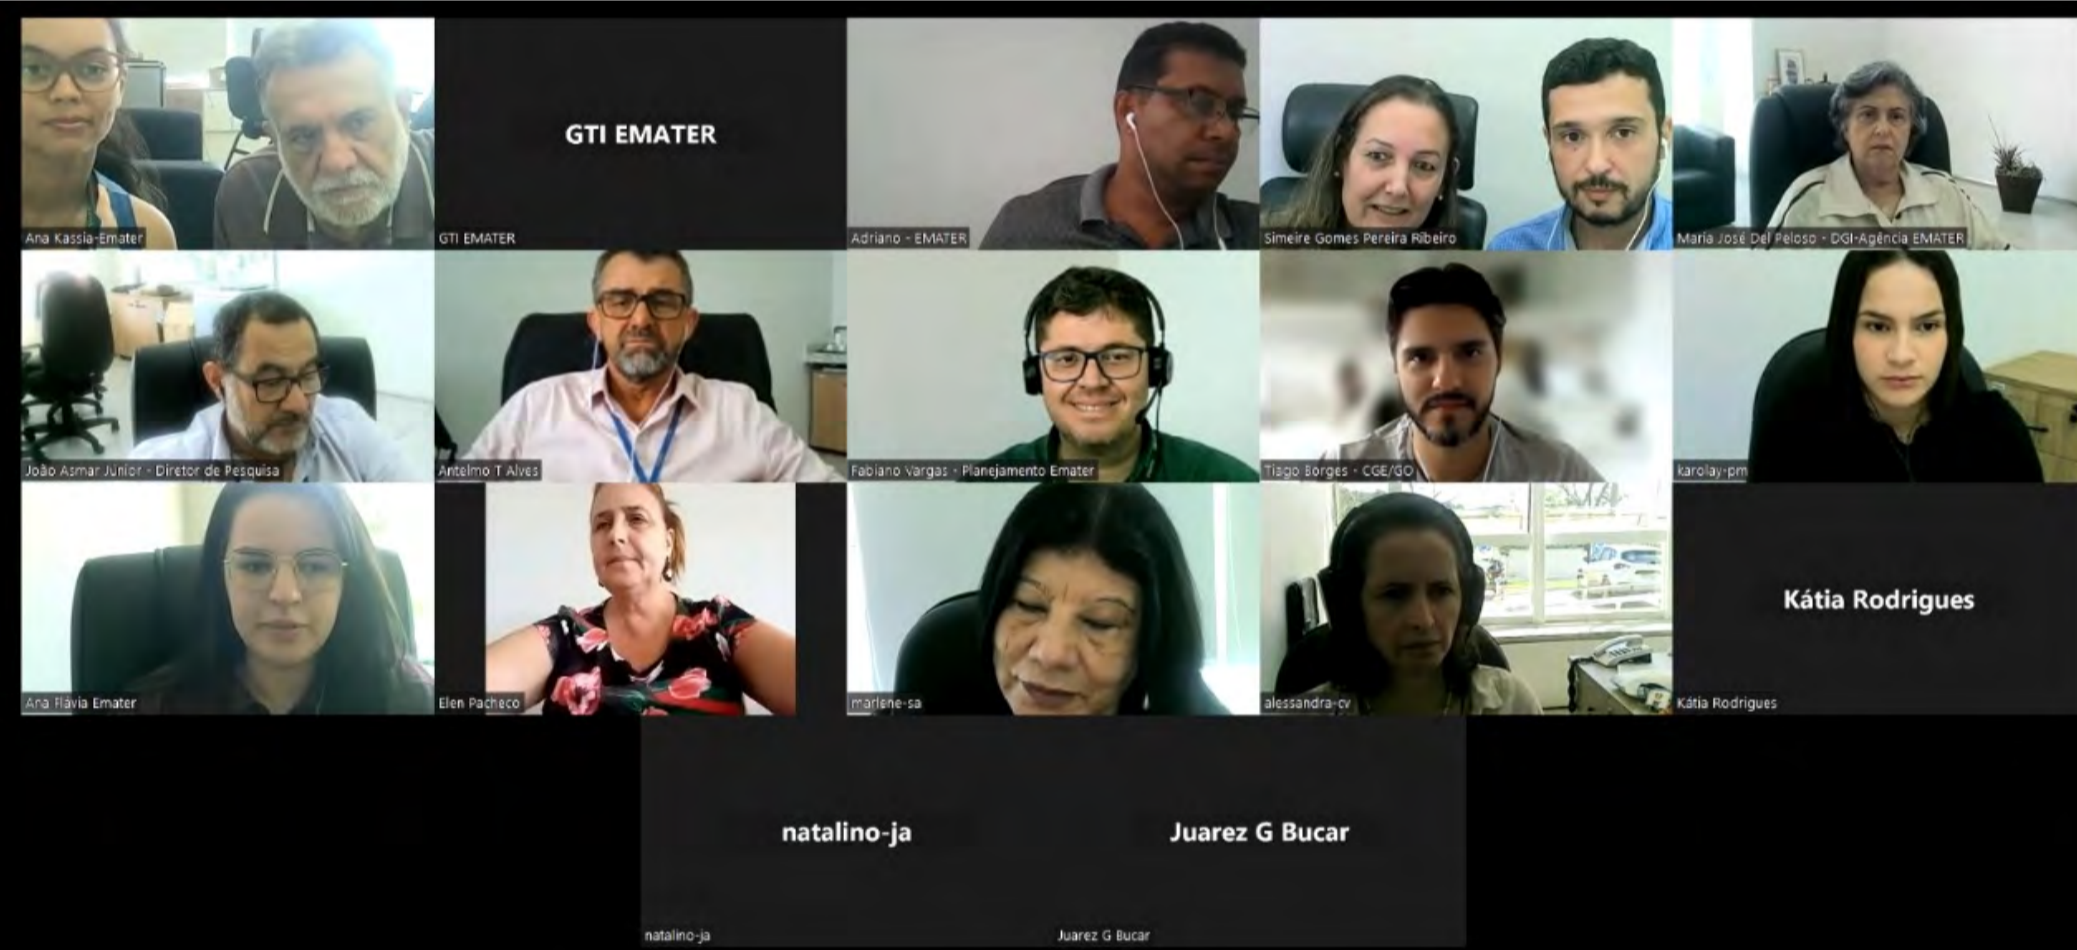 Ana Kassia-Emater
GTI EMATER
GTI EMATER
Adriano - EMATER
Simeire Gomes Pereira Ribeiro
Maria José Del Peloso - DGI-Agência EMATER
João Asmar Júnior - Diretor de Pesquisa
Antelmo T Alves
Fabiano Vargas - Planejamento Emater
Tiago Borges - CGE/GO
karolay-pm
Ana Flávia Emater
Elen Pacheco
marlene-sa
alessandra-cv
Kátia Rodrigues
Kátia Rodrigues
natalino-ja
natalino-ja
Juarez G Bucar
Juarez G Bucar